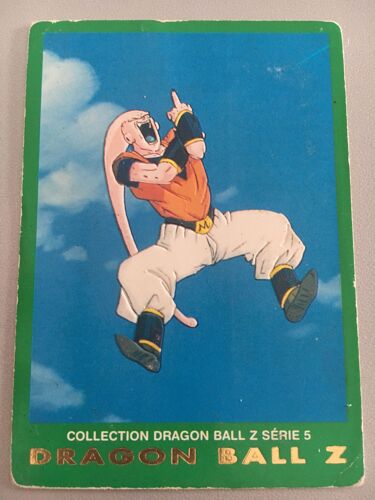 M
COLLECTION DRAGON BALL Z SÉRIE 5
DRAGON BALL Z